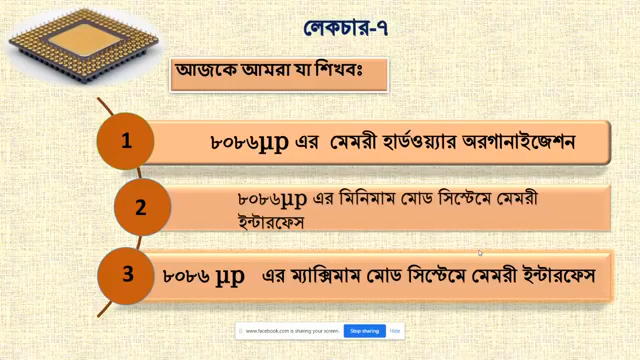 লেকচার-৭
আজকে আমরা যা শিখবঃ
1
৮০৮৬µp এর মেমরী হার্ডওয়্যার অরগানাইজেশন
2
৮০৮৬µp এর মিনিমাম মোড সিস্টেমে মেমরী
ইন্টারফেস
3
৮০৮৬ µp এর ম্যাক্সিমাম মোড সিস্টেমে মেমরী ইন্টারফেস
www.facebook.com is sharing your screen.
Stop sharing
Hide